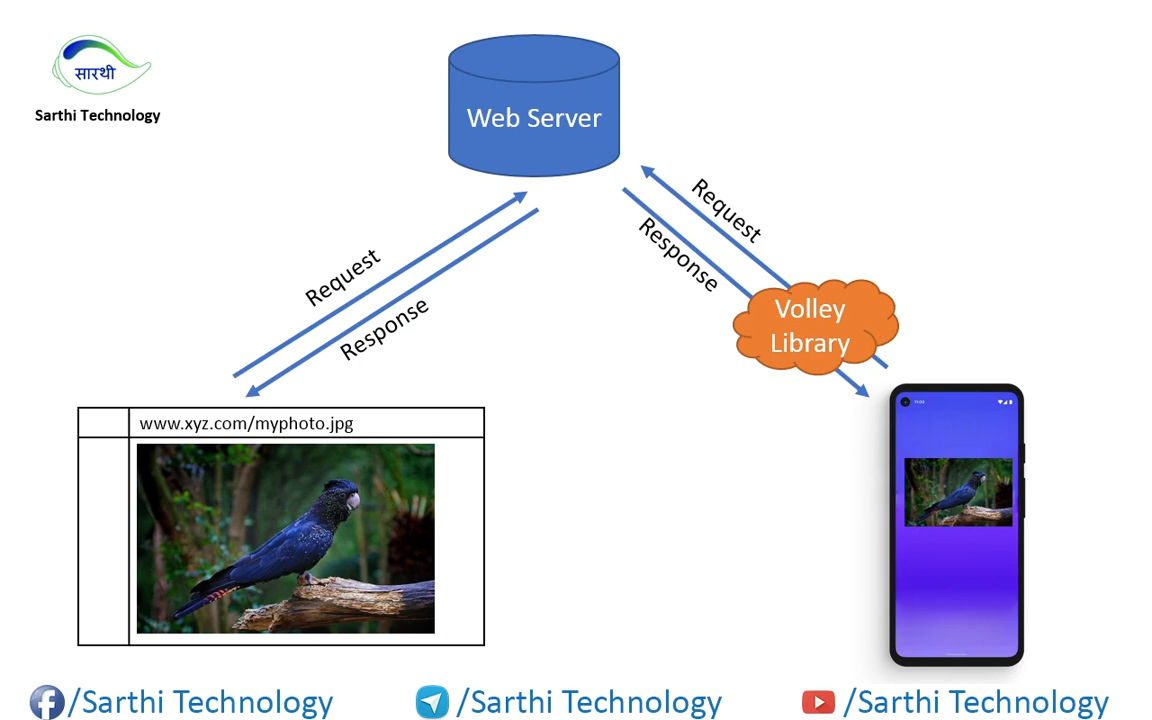 सारथी
Sarthi Technology
Web Server
Request
Response
Request
Response
Volley
Library
www.xyz.com/myphoto.jpg
/Sarthi Technology
/Sarthi Technology
/Sarthi Technology